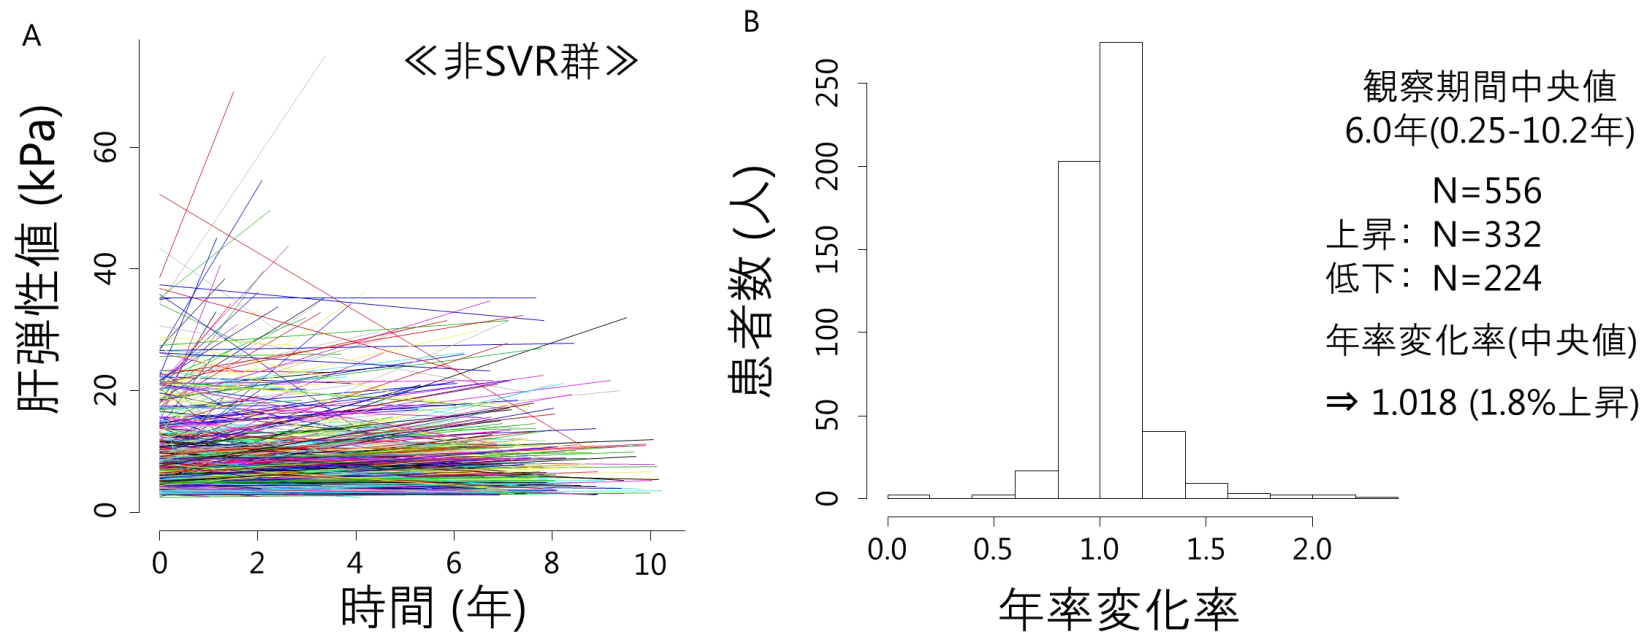 A
≪非SVR群≫
肝弾性値 (kPa)
60
40
20
0
0 2 4 6 8 10
時間 (年)
B
患者数 (人)
250
200
150
100
50
0
0.0 0.5 1.0 1.5 2.0
年率変化率
観察期間中央値
6.0年(0.25-10.2年)
N=556
上昇：N=332
低下：N=224
年率変化率(中央値)
⇒ 1.018 (1.8%上昇)